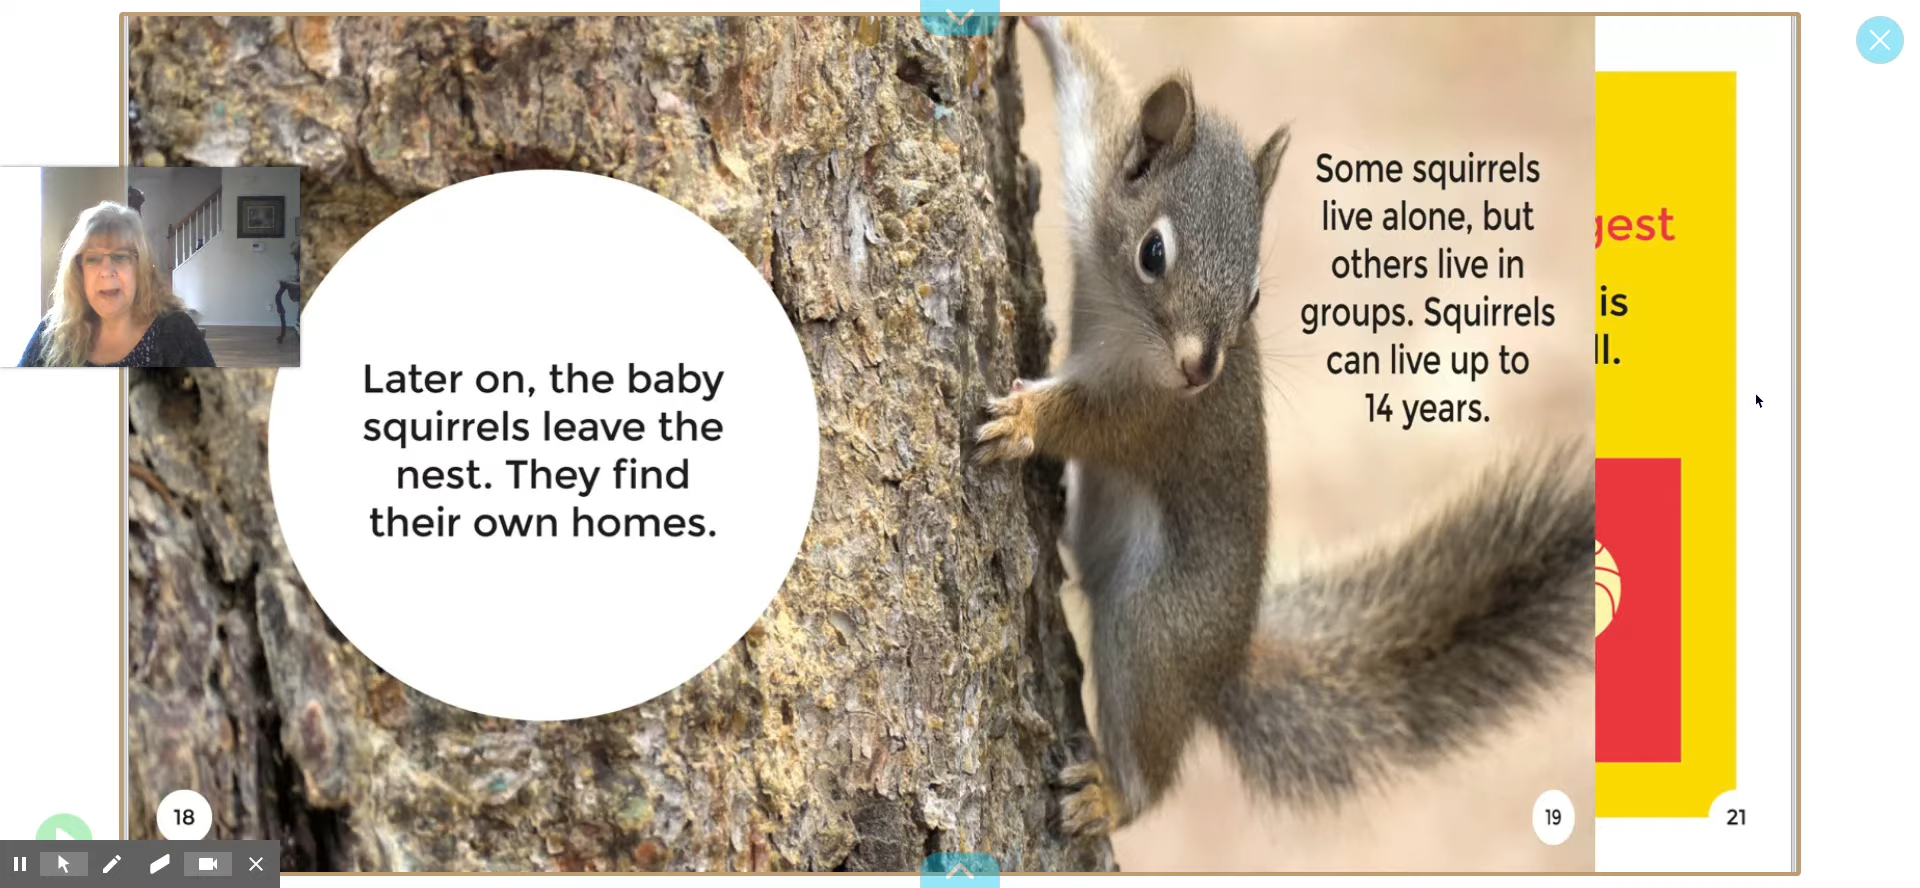 Later on, the baby
squirrels leave the
nest. They find
their own homes.
18
Some squirrels
live alone, but
others live in
groups. Squirrels
can live up to
14 years.
19
is
21